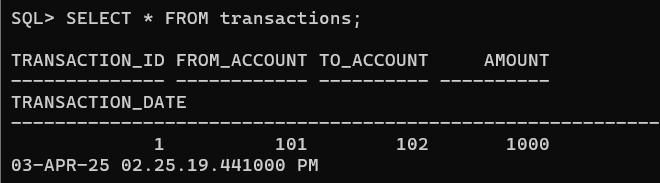 SQL> SELECT * FROM transactions;
TRANSACTION_ID FROM_ACCOUNT TO_ACCOUNT     AMOUNT
-------------- ------------ ---------- ----------
TRANSACTION_DATE
---------------------------------------------------------------------------
             1          101        102       1000
03-APR-25 02.25.19.441000 PM